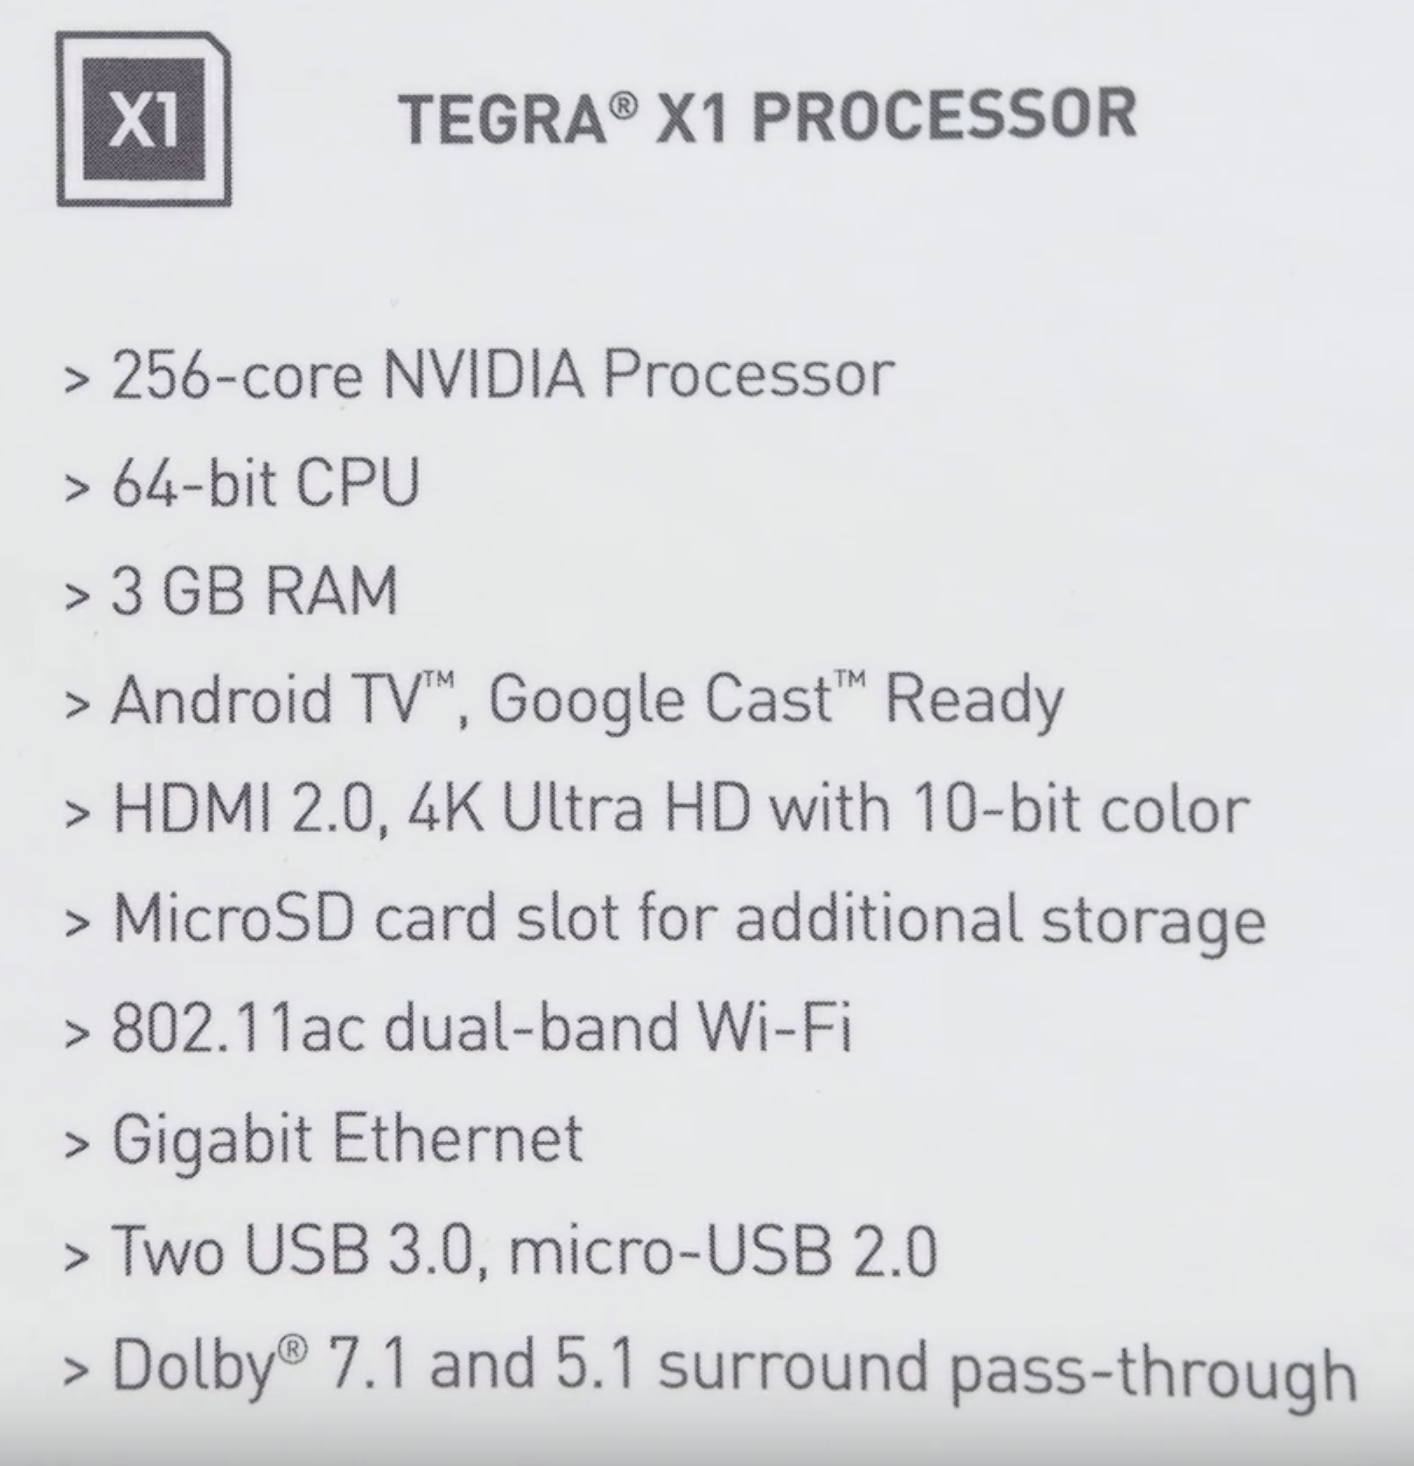 X1
TEGRA® X1 PROCESSOR
> 256-core NVIDIA Processor
> 64-bit CPU
> 3 GB RAM
> Android TV™, Google Cast™ Ready
> HDMI 2.0, 4K Ultra HD with 10-bit color
> MicroSD card slot for additional storage
> 802.11ac dual-band Wi-Fi
> Gigabit Ethernet
> Two USB 3.0, micro-USB 2.0
> Dolby® 7.1 and 5.1 surround pass-through